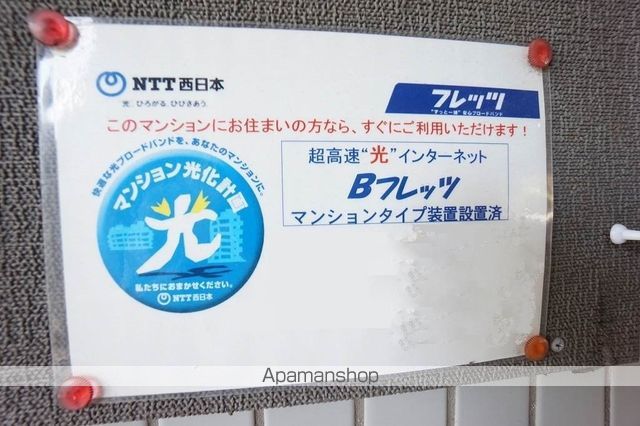 NTT西日本
光、ひろがる、ひびきあう。
フレッツ
"ずっと一緒" 安心ブロードバンド
このマンションにお住まいの方なら、すぐにご利用いただけます!
快適な光ブロードバンドを、あなたのマンションに。
マンション光化計画
光
私たちにおまかせください。
NTT西日本
超高速"光"インターネット
Bフレッツ
マンションタイプ装置設置済
Apamanshop